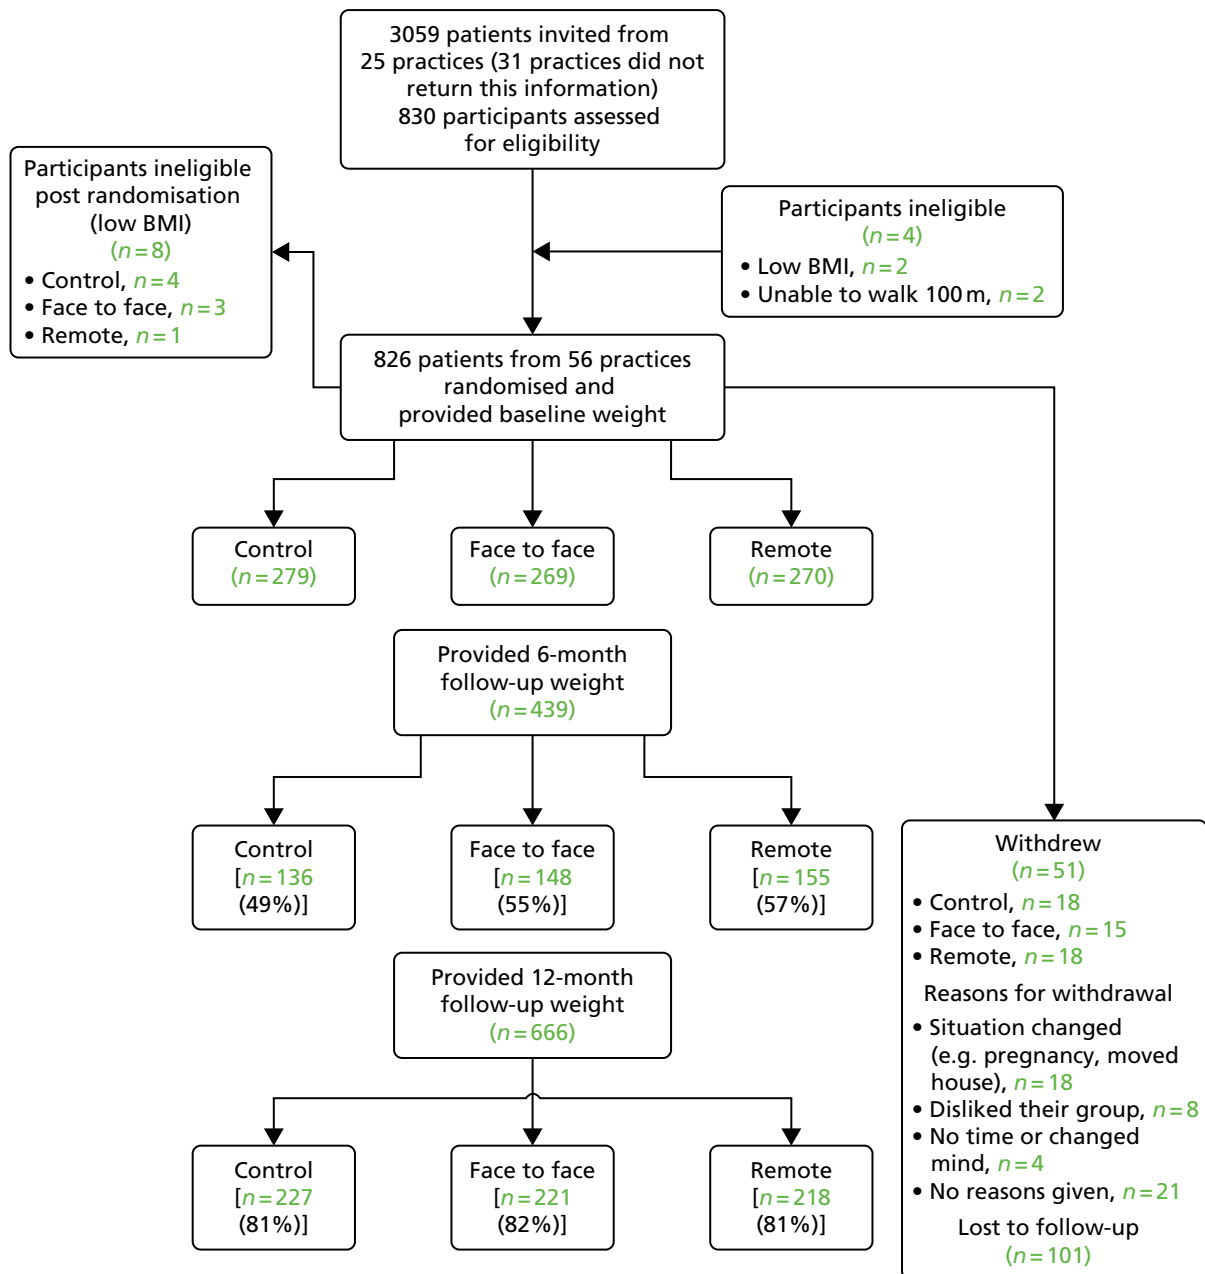 3059 patients invited from
25 practices (31 practices did not
return this information)
830 participants assessed
for eligibility
Participants ineligible
post randomisation
(low BMI)
(n=8)
• Control, n=4
• Face to face, n=3
• Remote, n=1
Participants ineligible
(n=4)
• Low BMI, n=2
• Unable to walk 100 m, n=2
826 patients from 56 practices
randomised and
provided baseline weight
Control
(n=279)
Face to face
(n=269)
Remote
(n=270)
Provided 6-month
follow-up weight
(n=439)
Control
[n=136
(49%)]
Face to face
[n=148
(55%)]
Remote
[n=155
(57%)]
Provided 12-month
follow-up weight
(n=666)
Control
[n=227
(81%)]
Face to face
[n=221
(82%)]
Remote
[n=218
(81%)]
Withdrew
(n=51)
• Control, n=18
• Face to face, n=15
• Remote, n=18
Reasons for withdrawal
• Situation changed
(e.g. pregnancy, moved
house), n=18
• Disliked their group, n=8
• No time or changed
mind, n=4
• No reasons given, n=21
Lost to follow-up
(n=101)